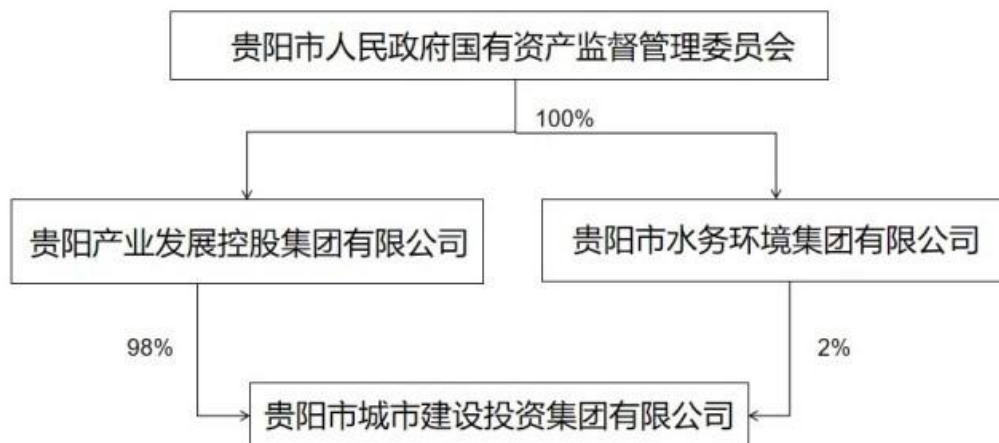 贵阳市人民政府国有资产监督管理委员会
100%
贵阳产业发展控股集团有限公司
贵阳市水务环境集团有限公司
98%
2%
贵阳市城市建设投资集团有限公司